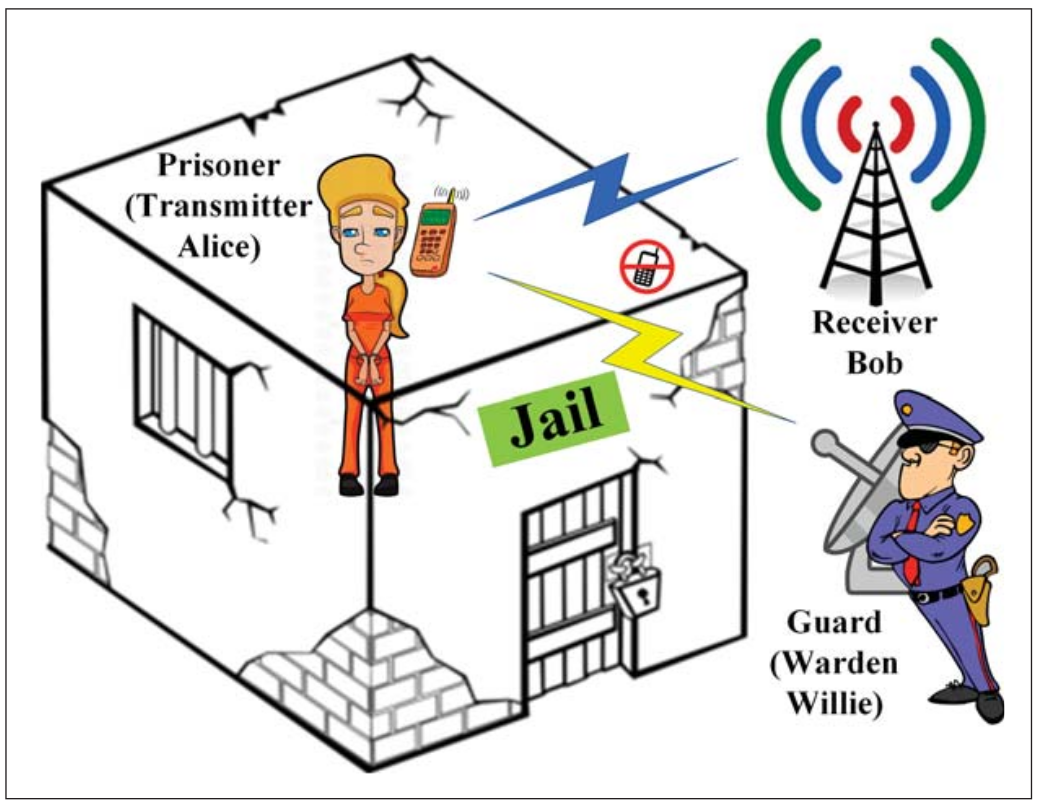 Prisoner
(Transmitter
Alice)
Receiver
Bob
Jail
Guard
(Warden
Willie)